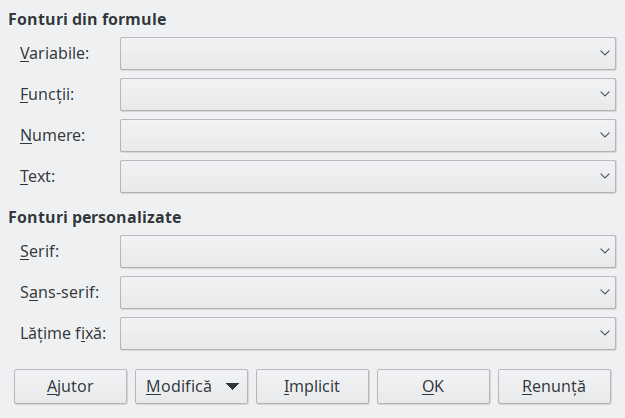 Fonturi din formule
Variabile:
Funcții:
Numere:
Text:
Fonturi personalizate
Serif:
Sans-serif:
Lățime fixă:
Ajutor Modifică Implicit OK Renunță